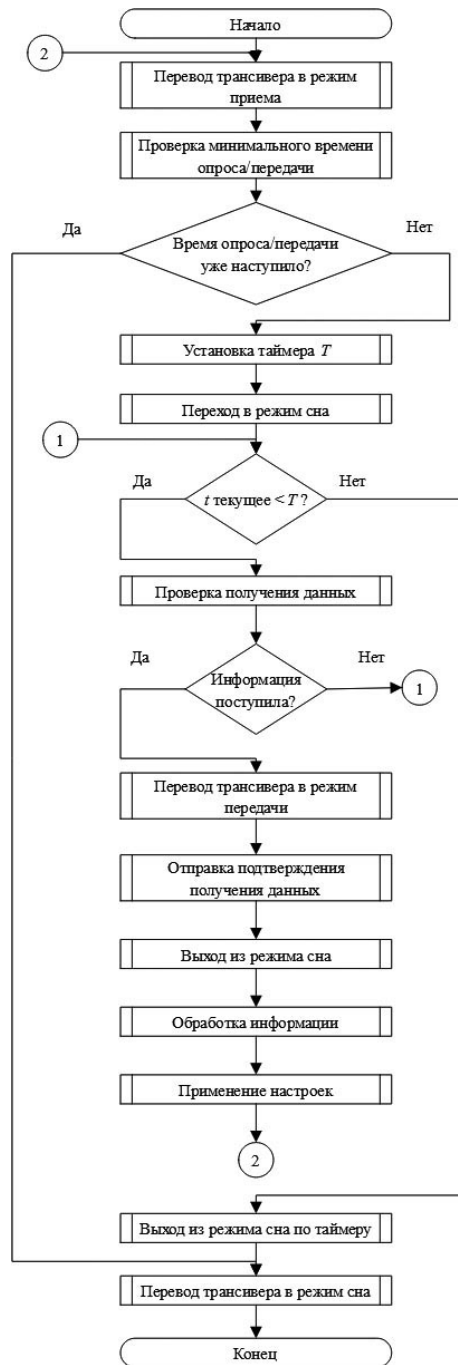 Начало
2
Перевод трансивера в режим
приема
Проверка минимального времени
опроса/передачи
Да
Нет
Время опроса/передачи
уже наступило?
Установка таймера T
Переход в режим сна
1
Да
Нет
t текущее < T ?
Проверка получения данных
Да
Нет
Информация
поступила?
1
Перевод трансивера в режим
передачи
Отправка подтверждения
получения данных
Выход из режима сна
Обработка информации
Применение настроек
2
Выход из режима сна по таймеру
Перевод трансивера в режим сна
Конец